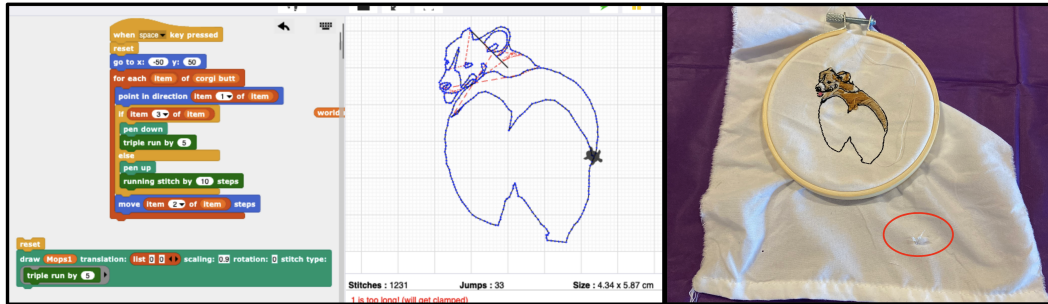 when space key pressed
reset
go to x: -50 y: 50
for each item of corgi butt
point in direction item 1 of item
if item 3 of item
pen down
triple run by 5
else
pen up
running stitch by 10 steps
move item 2 of item steps
reset
draw Mops1 translation: list 0 0 scaling: 0.9 rotation: 0 stitch type:
triple run by 5
Stitches : 1231 Jumps : 33 Size : 4.34 x 5.87 cm
1 is too long! (will get clamped)